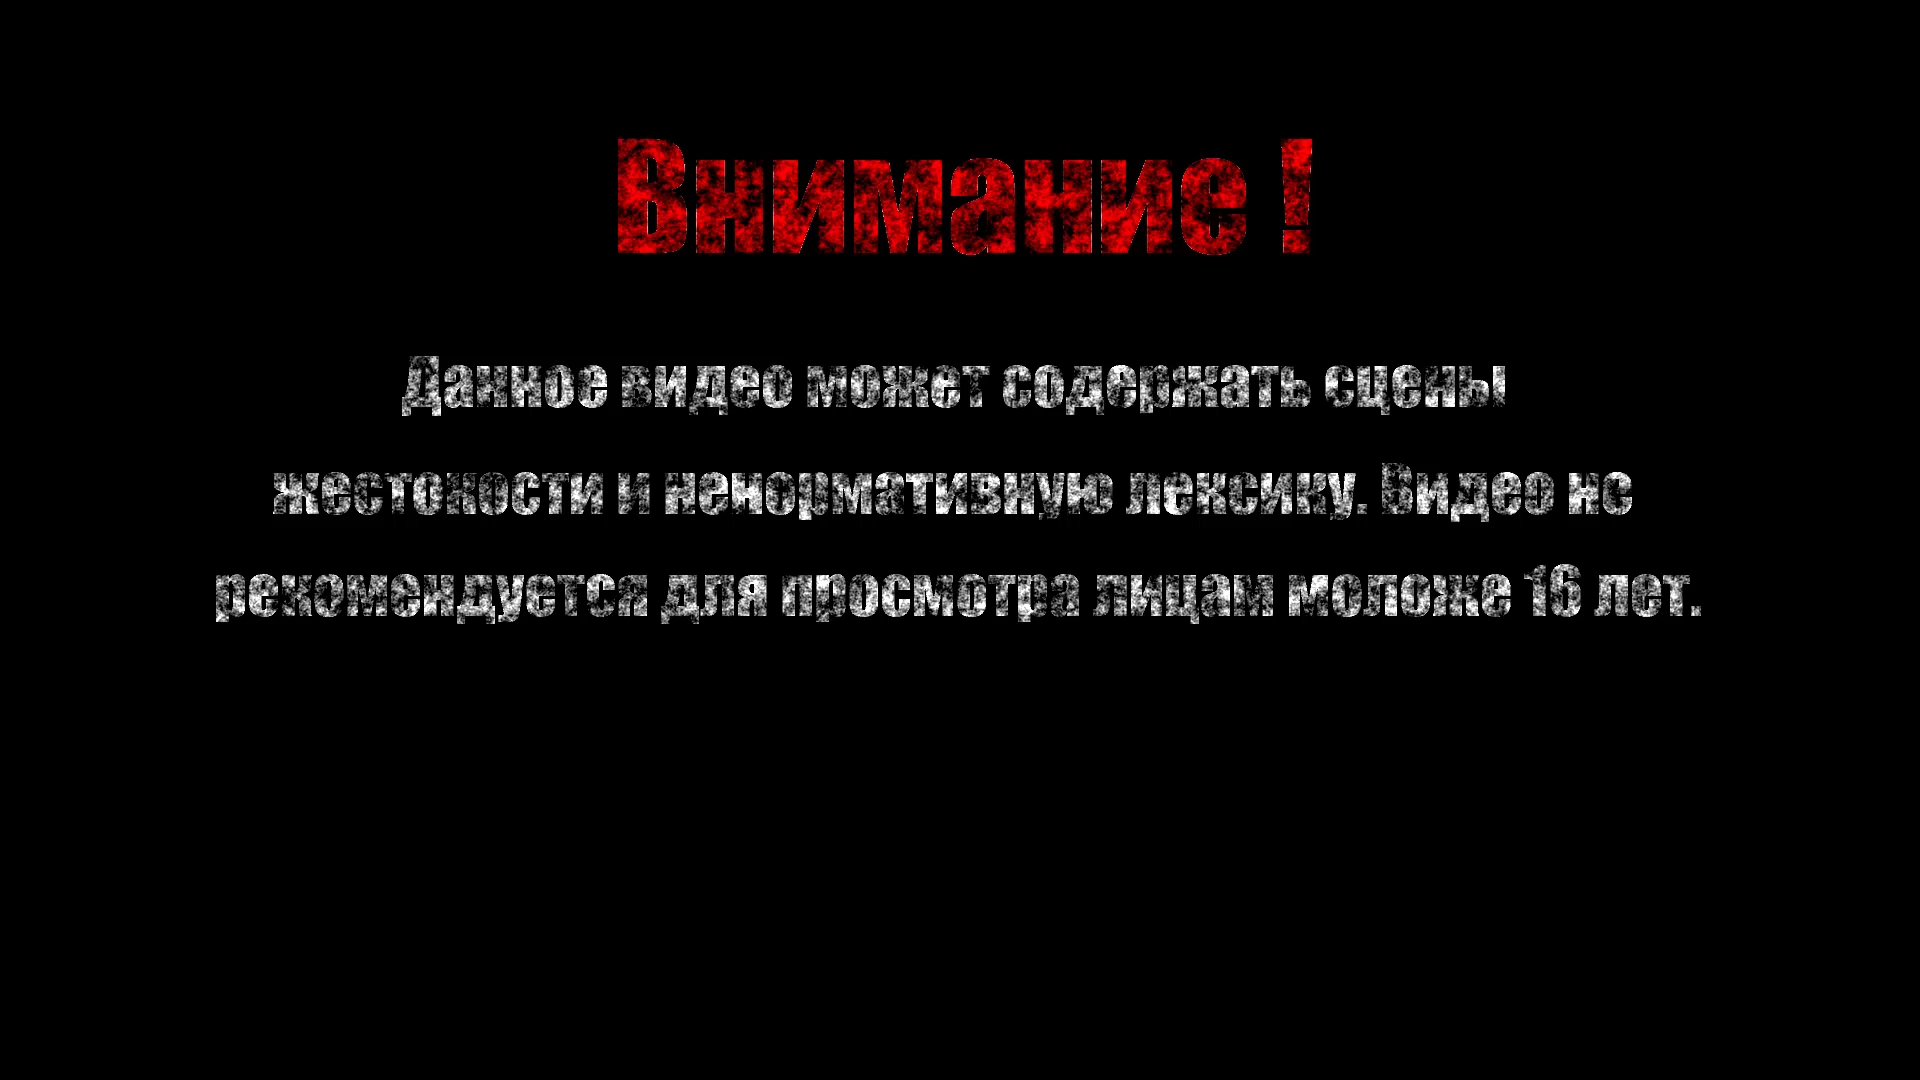 Внимание !
Данное видео может содержать сцены
жестокости и ненормативную лексику. Видео не
рекомендуется для просмотра лицам моложе 16 лет.